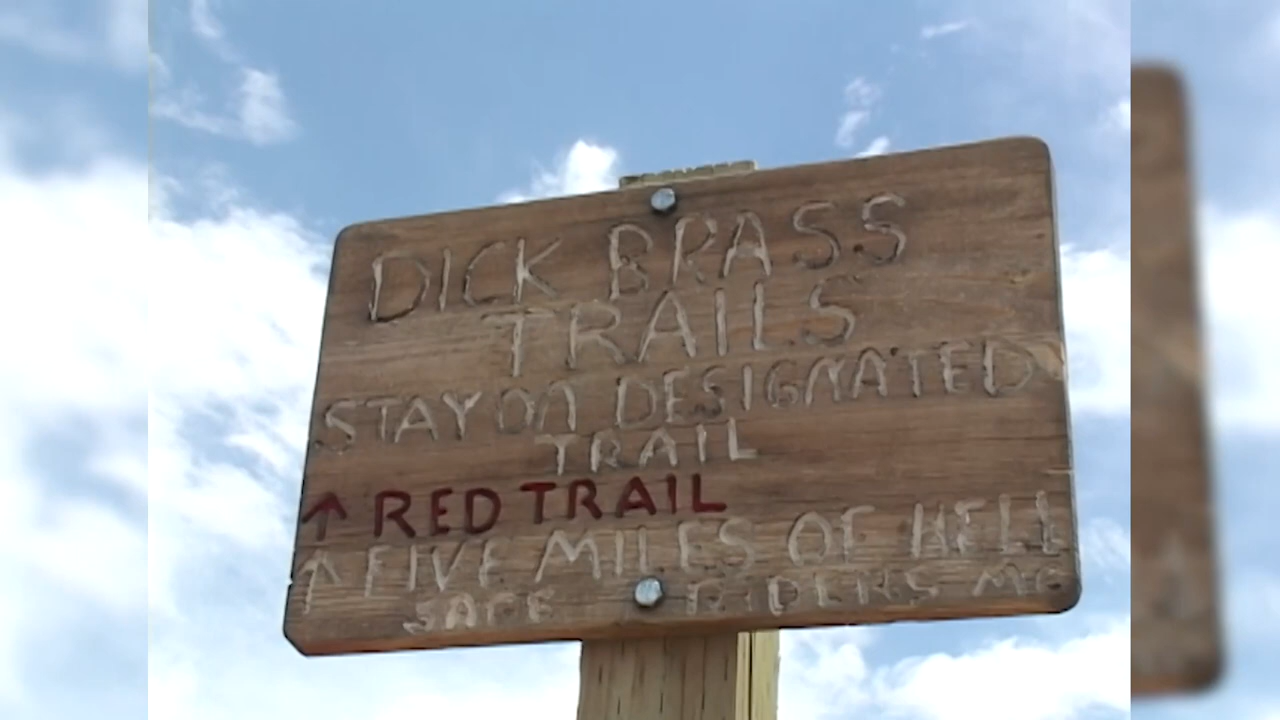 DICK BRASS
TRAILS
STAY ON DESIGNATED
TRAIL
↑ RED TRAIL
↑ FIVE MILES OF HELL
SAFE RIDERS MC